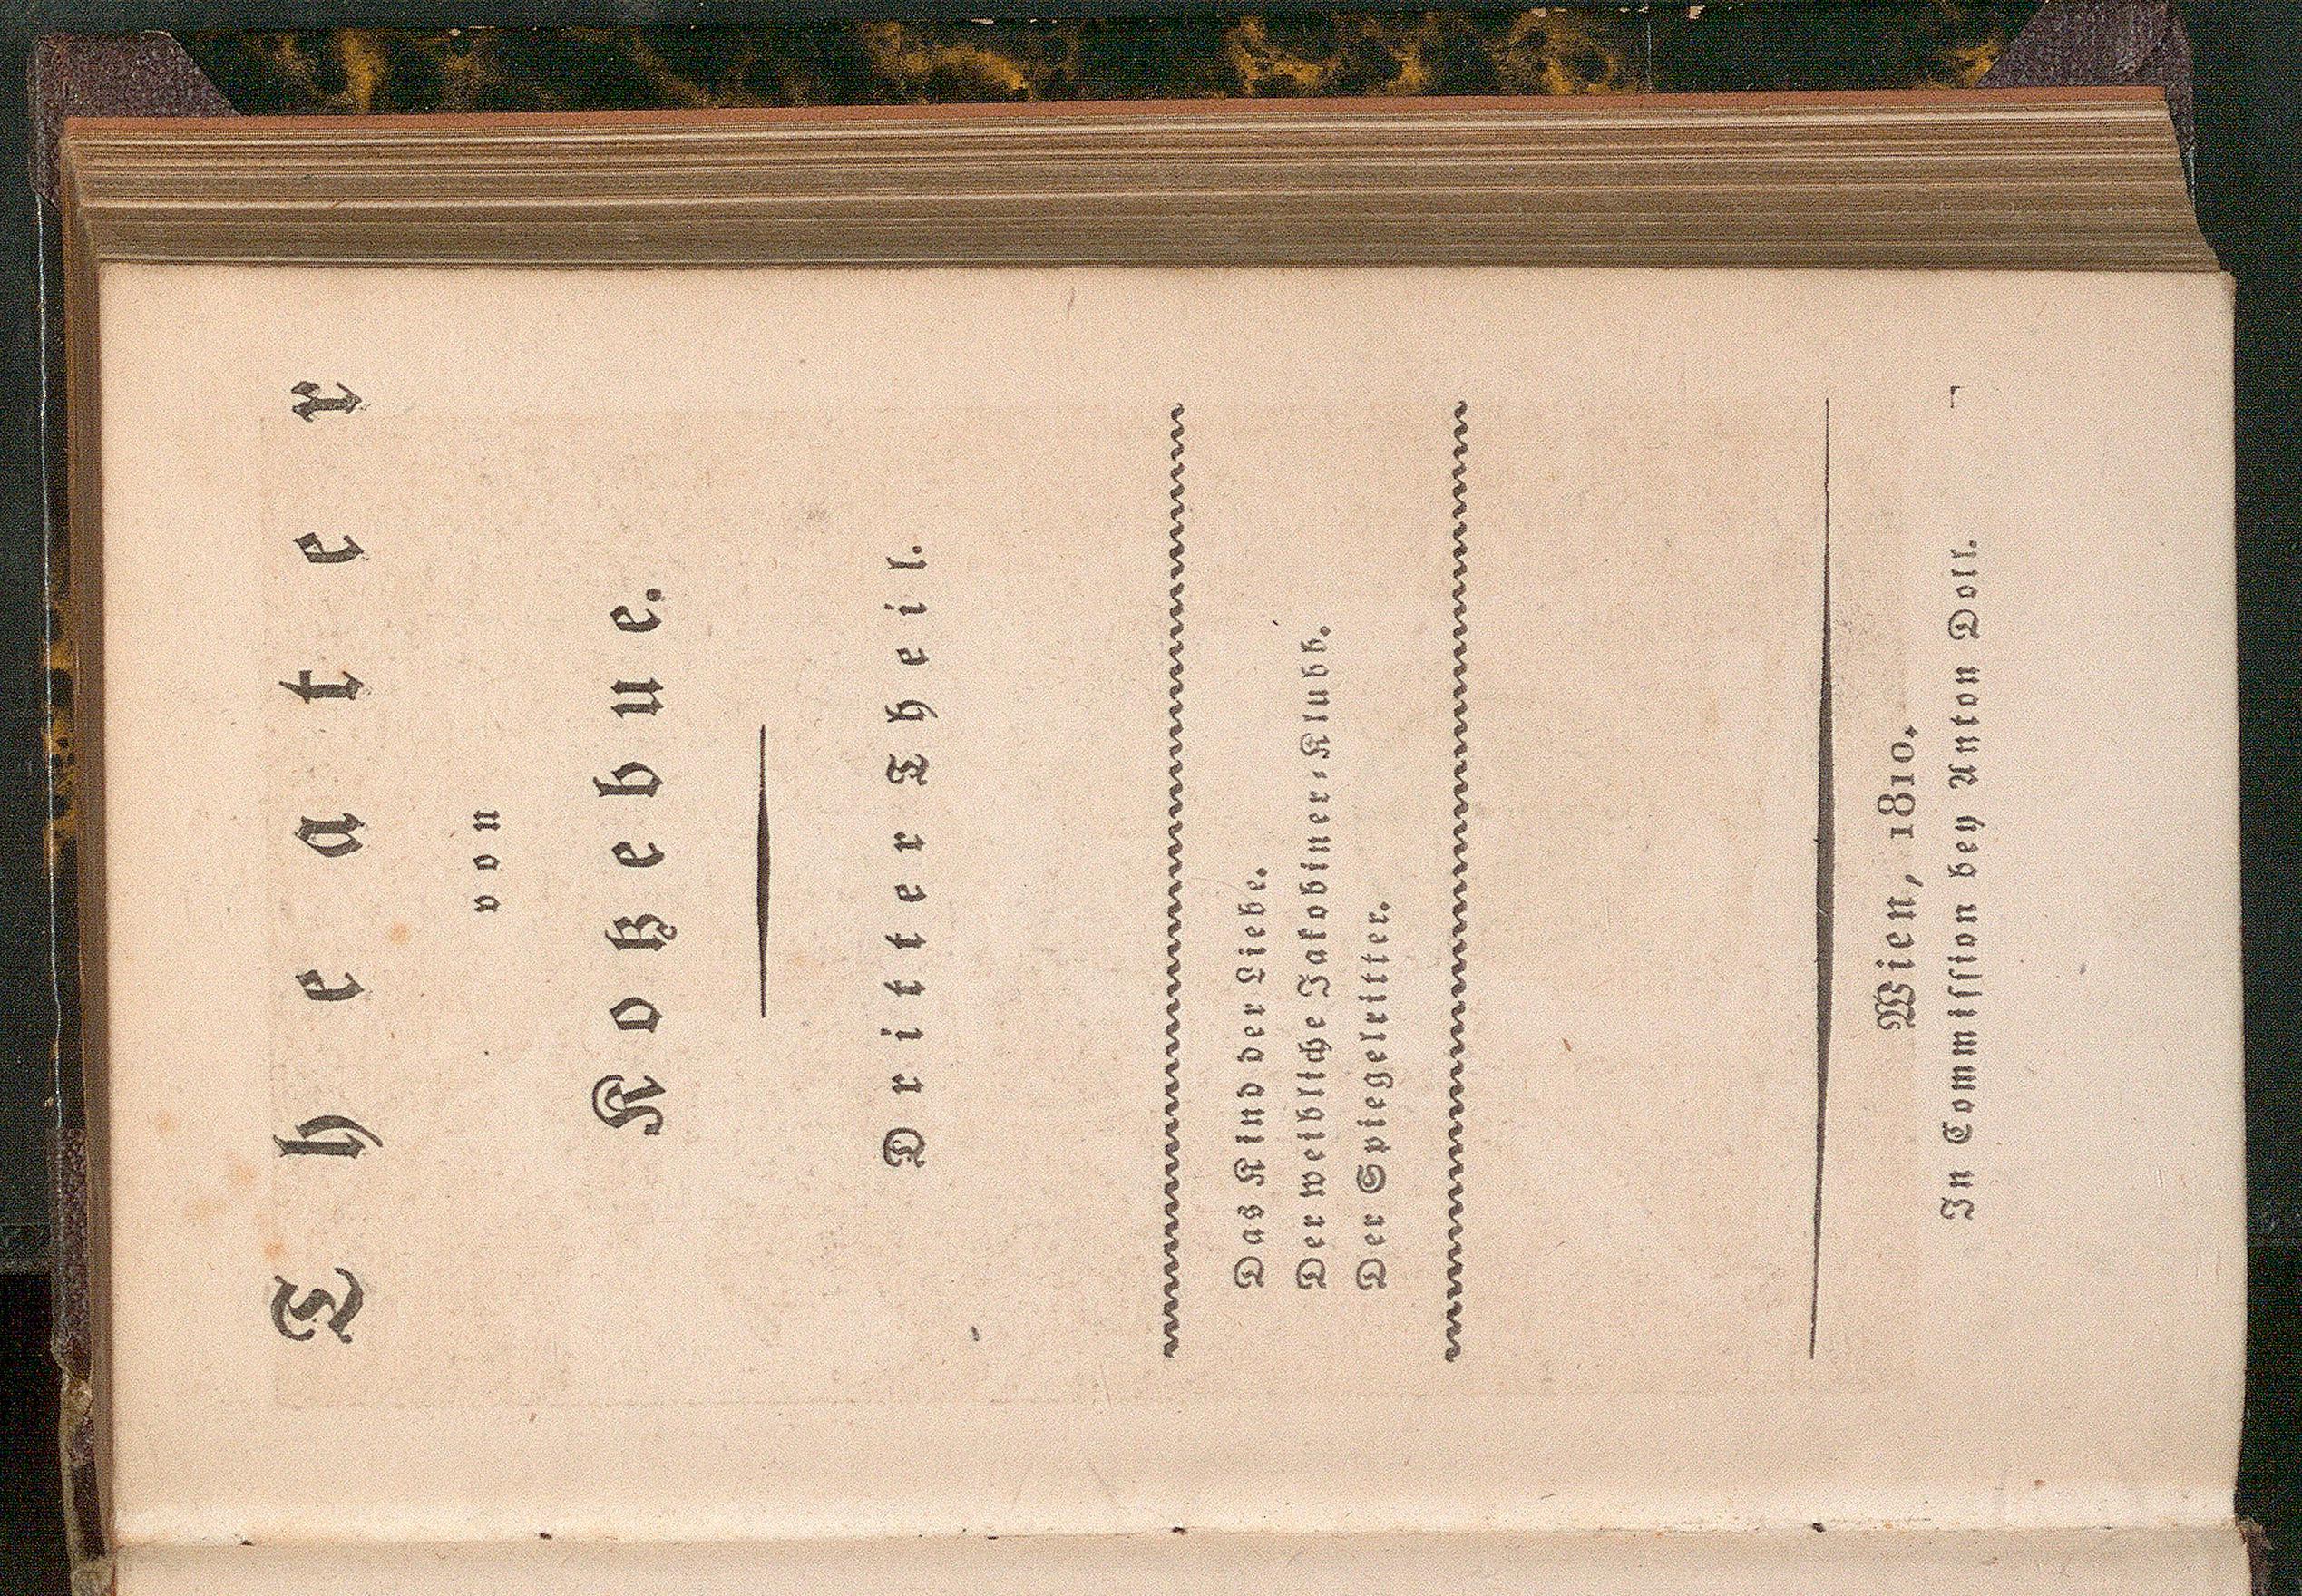 Theater
von
Kotzebue.
Dritter Theil.
Das Kind der Liebe.
Der weibliche Jakobiner-Klubb.
Der Spiegelritter.
Wien, 1810.
In Commission bey Anton Doll.